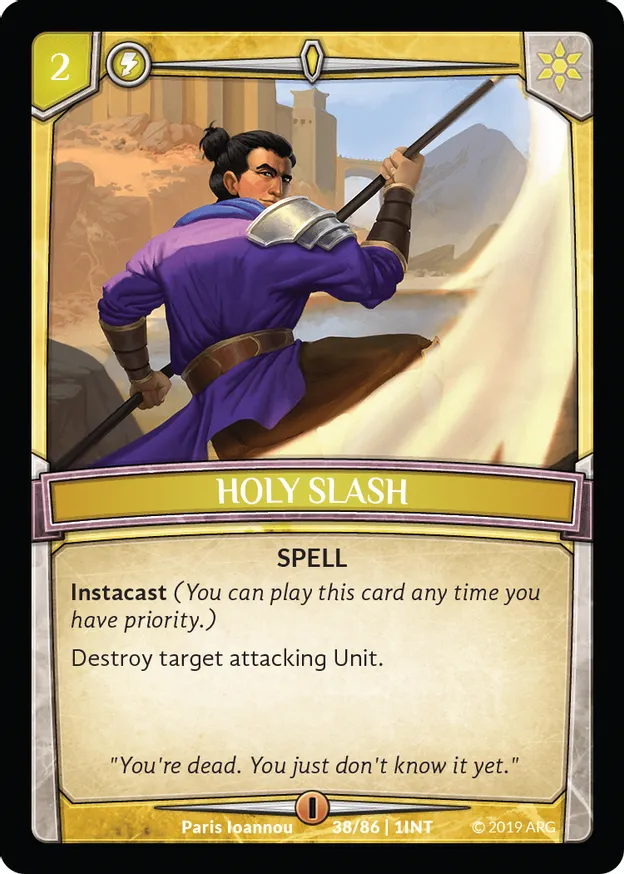 2
HOLY SLASH
SPELL
Instacast (You can play this card any time you
have priority.)
Destroy target attacking Unit.
"You're dead. You just don't know it yet."
I
Paris Ioannou 38/86 | 1INT © 2019 ARG